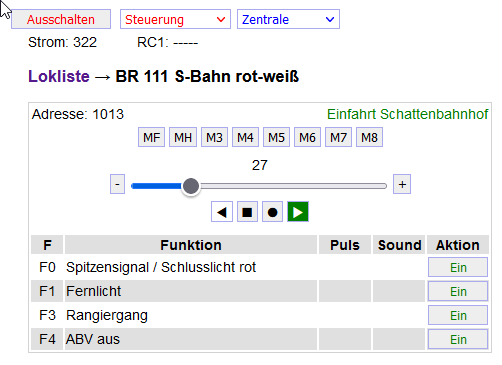 Ausschalten Steuerung Zentrale
Strom: 322 RC1: -----
Lokliste → BR 111 S-Bahn rot-weiß
Adresse: 1013 Einfahrt Schattenbahnhof
MF MH M3 M4 M5 M6 M7 M8
27
- +
◀ ■ ● ▶
F Funktion Puls Sound Aktion
F0 Spitzensignal / Schlusslicht rot Ein
F1 Fernlicht Ein
F3 Rangiergang Ein
F4 ABV aus Ein